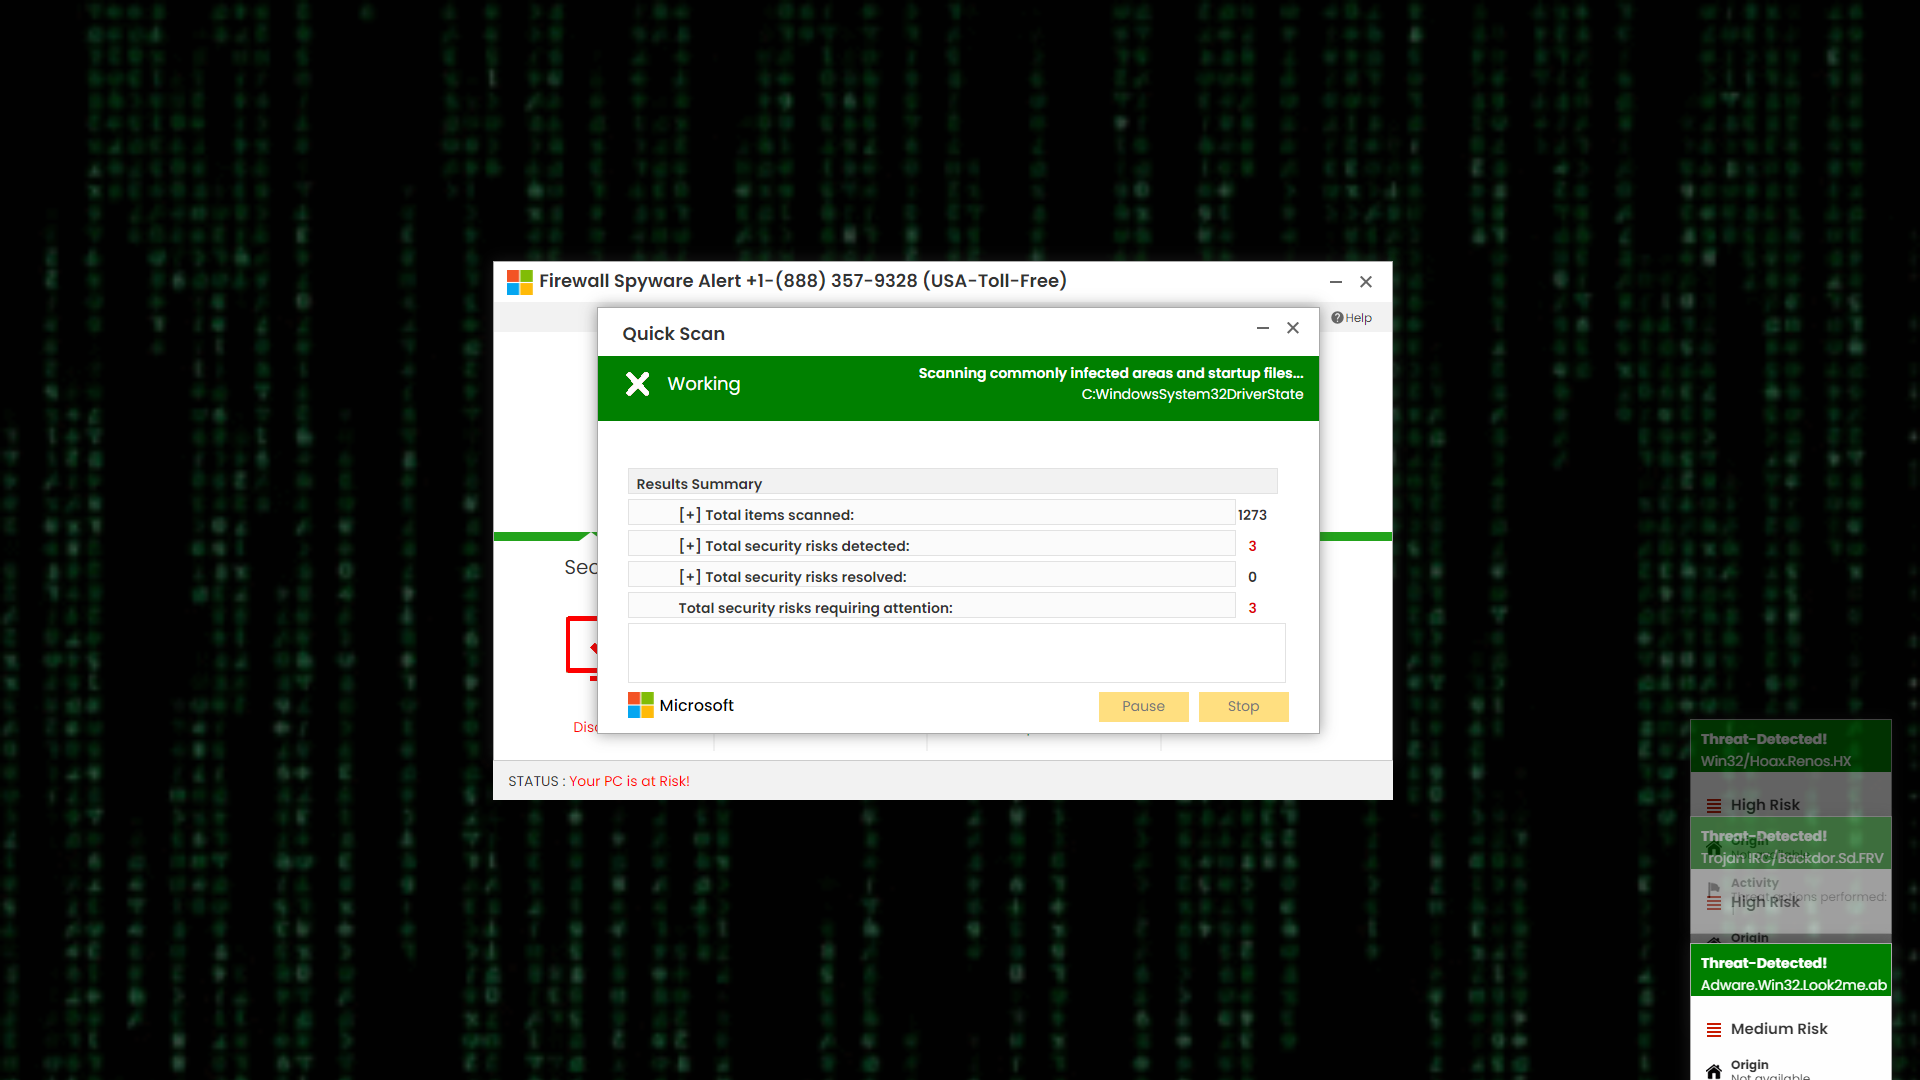 Firewall Spyware Alert +1-(888) 357-9328 (USA-Toll-Free)
Help
Quick Scan
Working
Scanning commonly infected areas and startup files...
C:WindowsSystem32DriverState
Results Summary
[+] Total items scanned: 1273
[+] Total security risks detected: 3
[+] Total security risks resolved: 0
Total security risks requiring attention: 3
Microsoft
Pause
Stop
Sec
Disc
STATUS : Your PC is at Risk!
Threat-Detected!
Win32/Hoax.Renos.HX
High Risk
Threat-Detected!
Origin
Trojan IRC/Backdor.Sd.FRV
Activity
High Risk
Origin
Threat-Detected!
Adware.Win32.Look2me.ab
Medium Risk
Origin
Not available